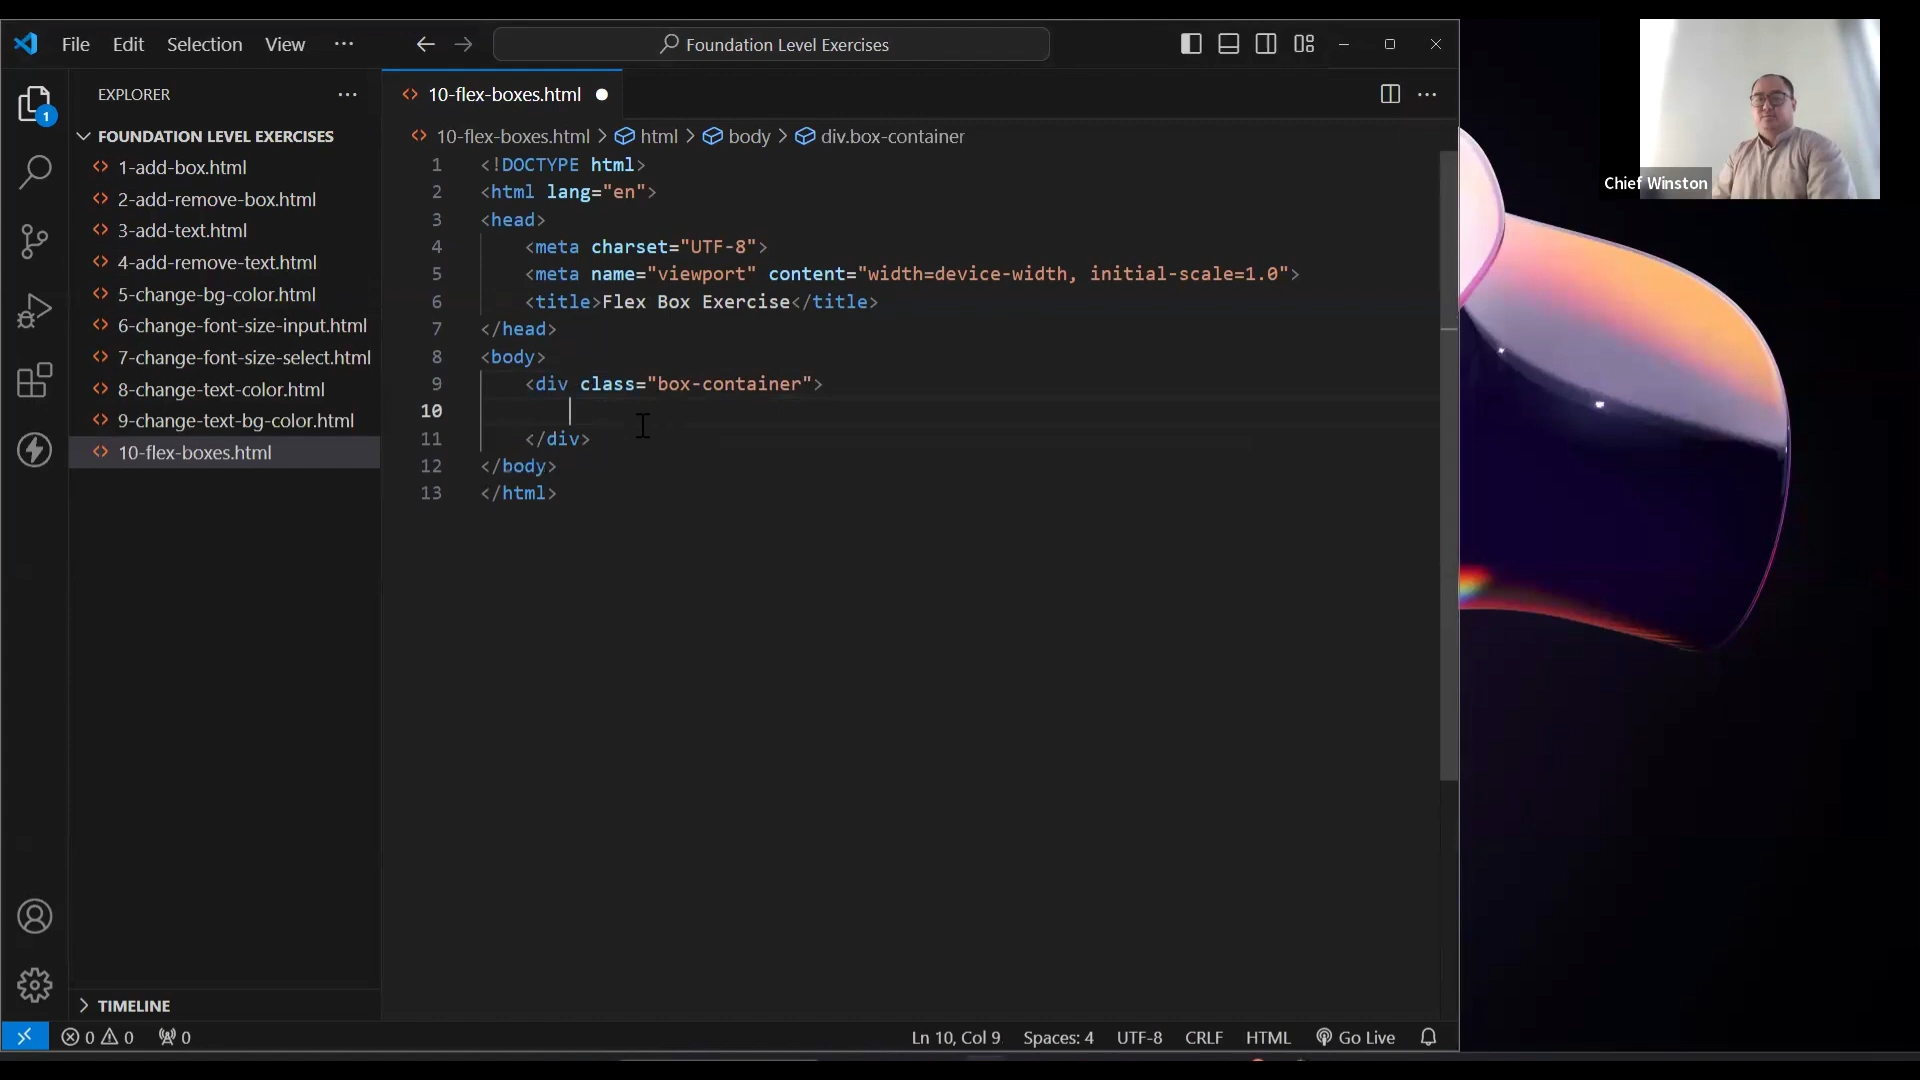 File Edit Selection View ··· Foundation Level Exercises
Chief Winston
EXPLORER ···
1
FOUNDATION LEVEL EXERCISES
1-add-box.html
2-add-remove-box.html
3-add-text.html
4-add-remove-text.html
5-change-bg-color.html
6-change-font-size-input.html
7-change-font-size-select.html
8-change-text-color.html
9-change-text-bg-color.html
10-flex-boxes.html
TIMELINE
10-flex-boxes.html
10-flex-boxes.html > html > body > div.box-container
1 <!DOCTYPE html>
2 <html lang="en">
3 <head>
4 <meta charset="UTF-8">
5 <meta name="viewport" content="width=device-width, initial-scale=1.0">
6 <title>Flex Box Exercise</title>
7 </head>
8 <body>
9 <div class="box-container">
10
11 </div>
12 </body>
13 </html>
0 0 0 Ln 10, Col 9 Spaces: 4 UTF-8 CRLF HTML Go Live